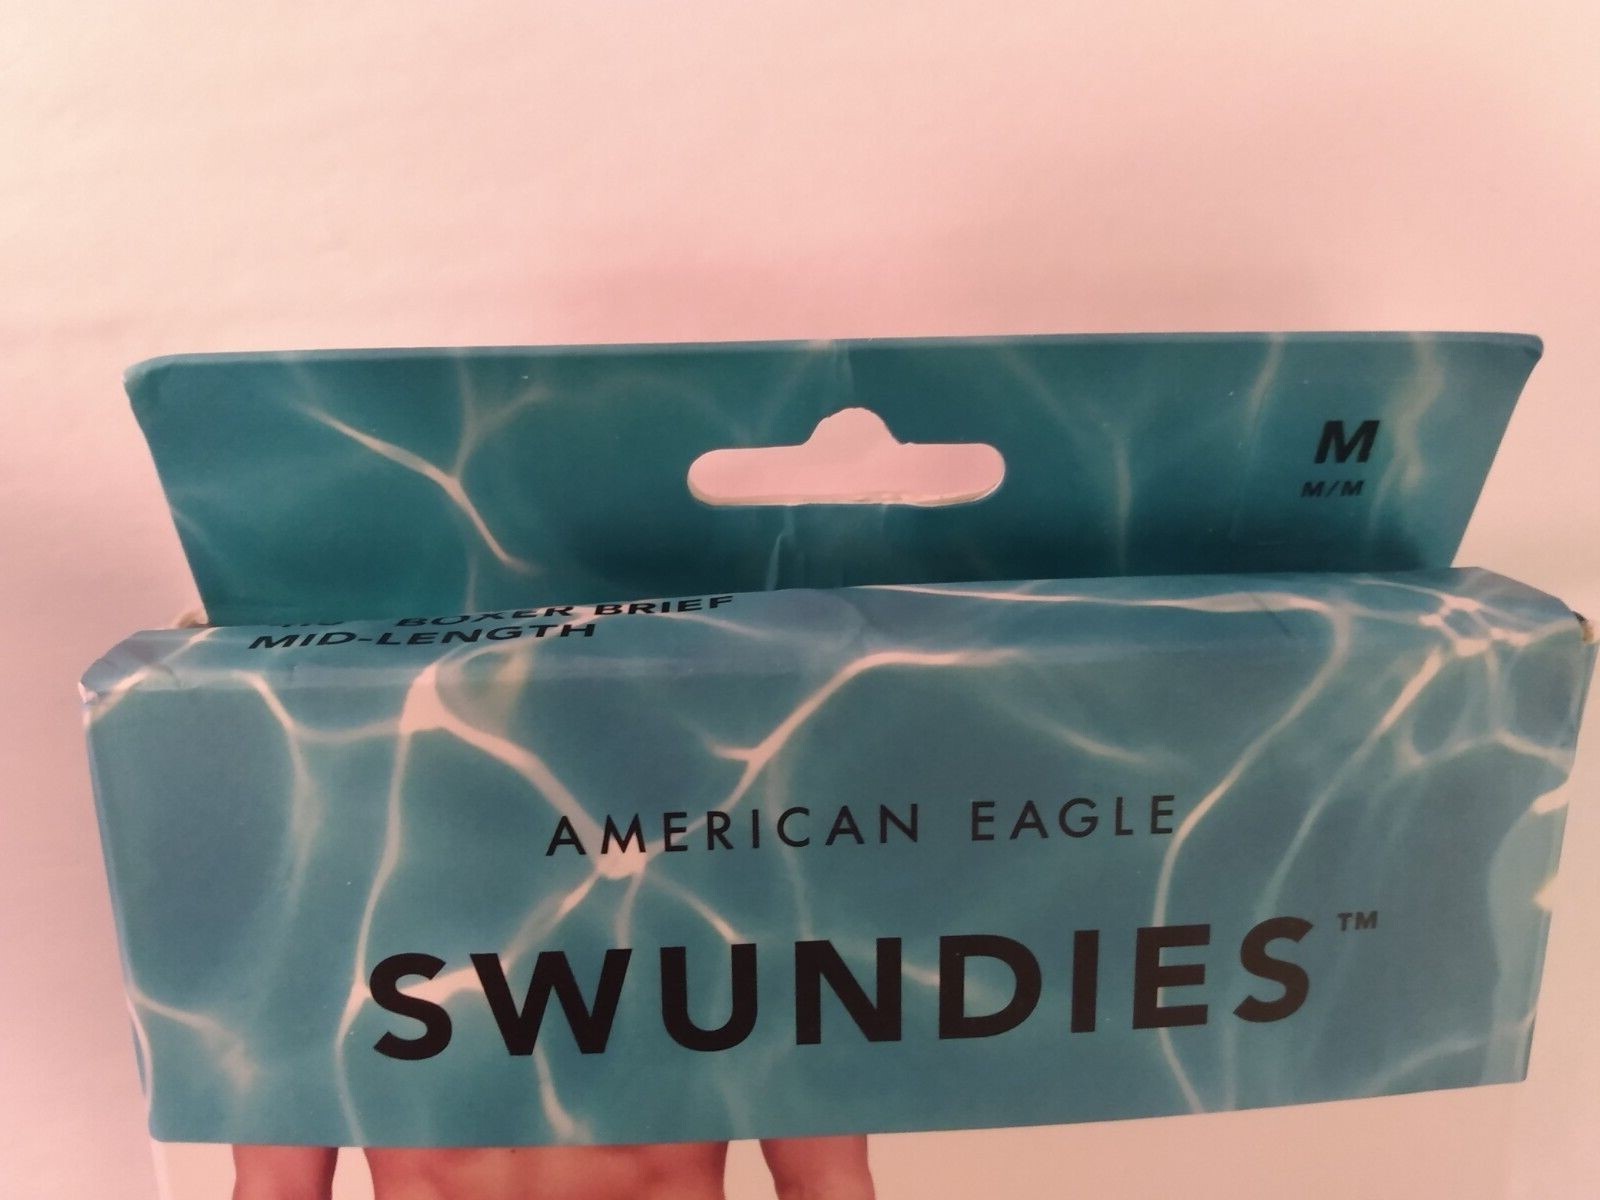 M
M/M
BOXER BRIEF
MID-LENGTH
AMERICAN EAGLE
SWUNDIES™